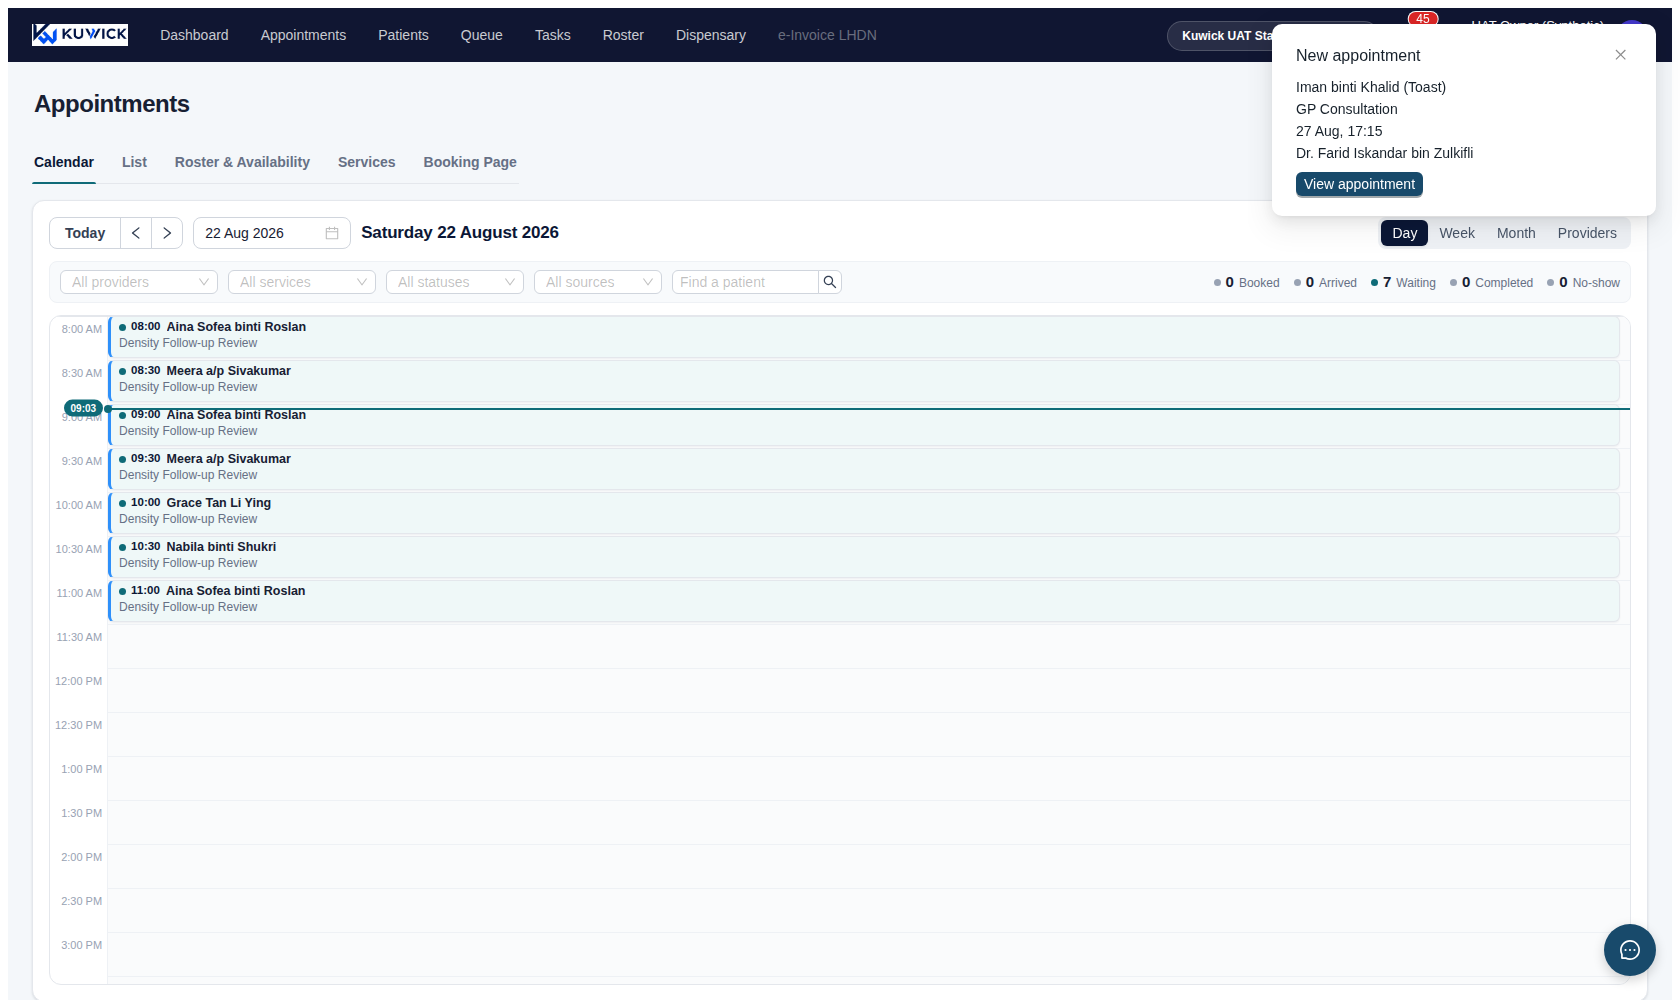 KUWICK
Dashboard
Appointments
Patients
Queue
Tasks
Roster
Dispensary
e-Invoice LHDN
Kuwick UAT Sta
45
New appointment
Iman binti Khalid (Toast)
GP Consultation
27 Aug, 17:15
Dr. Farid Iskandar bin Zulkifli
View appointment
Appointments
Calendar
List
Roster & Availability
Services
Booking Page
Today
22 Aug 2026
Saturday 22 August 2026
Day
Week
Month
Providers
All providers
All services
All statuses
All sources
Find a patient
0 Booked
0 Arrived
7 Waiting
0 Completed
0 No-show
8:00 AM
08:00 Aina Sofea binti Roslan
Density Follow-up Review
8:30 AM
08:30 Meera a/p Sivakumar
Density Follow-up Review
09:03
9:00 AM
09:00 Aina Sofea binti Roslan
Density Follow-up Review
9:30 AM
09:30 Meera a/p Sivakumar
Density Follow-up Review
10:00 AM
10:00 Grace Tan Li Ying
Density Follow-up Review
10:30 AM
10:30 Nabila binti Shukri
Density Follow-up Review
11:00 AM
11:00 Aina Sofea binti Roslan
Density Follow-up Review
11:30 AM
12:00 PM
12:30 PM
1:00 PM
1:30 PM
2:00 PM
2:30 PM
3:00 PM